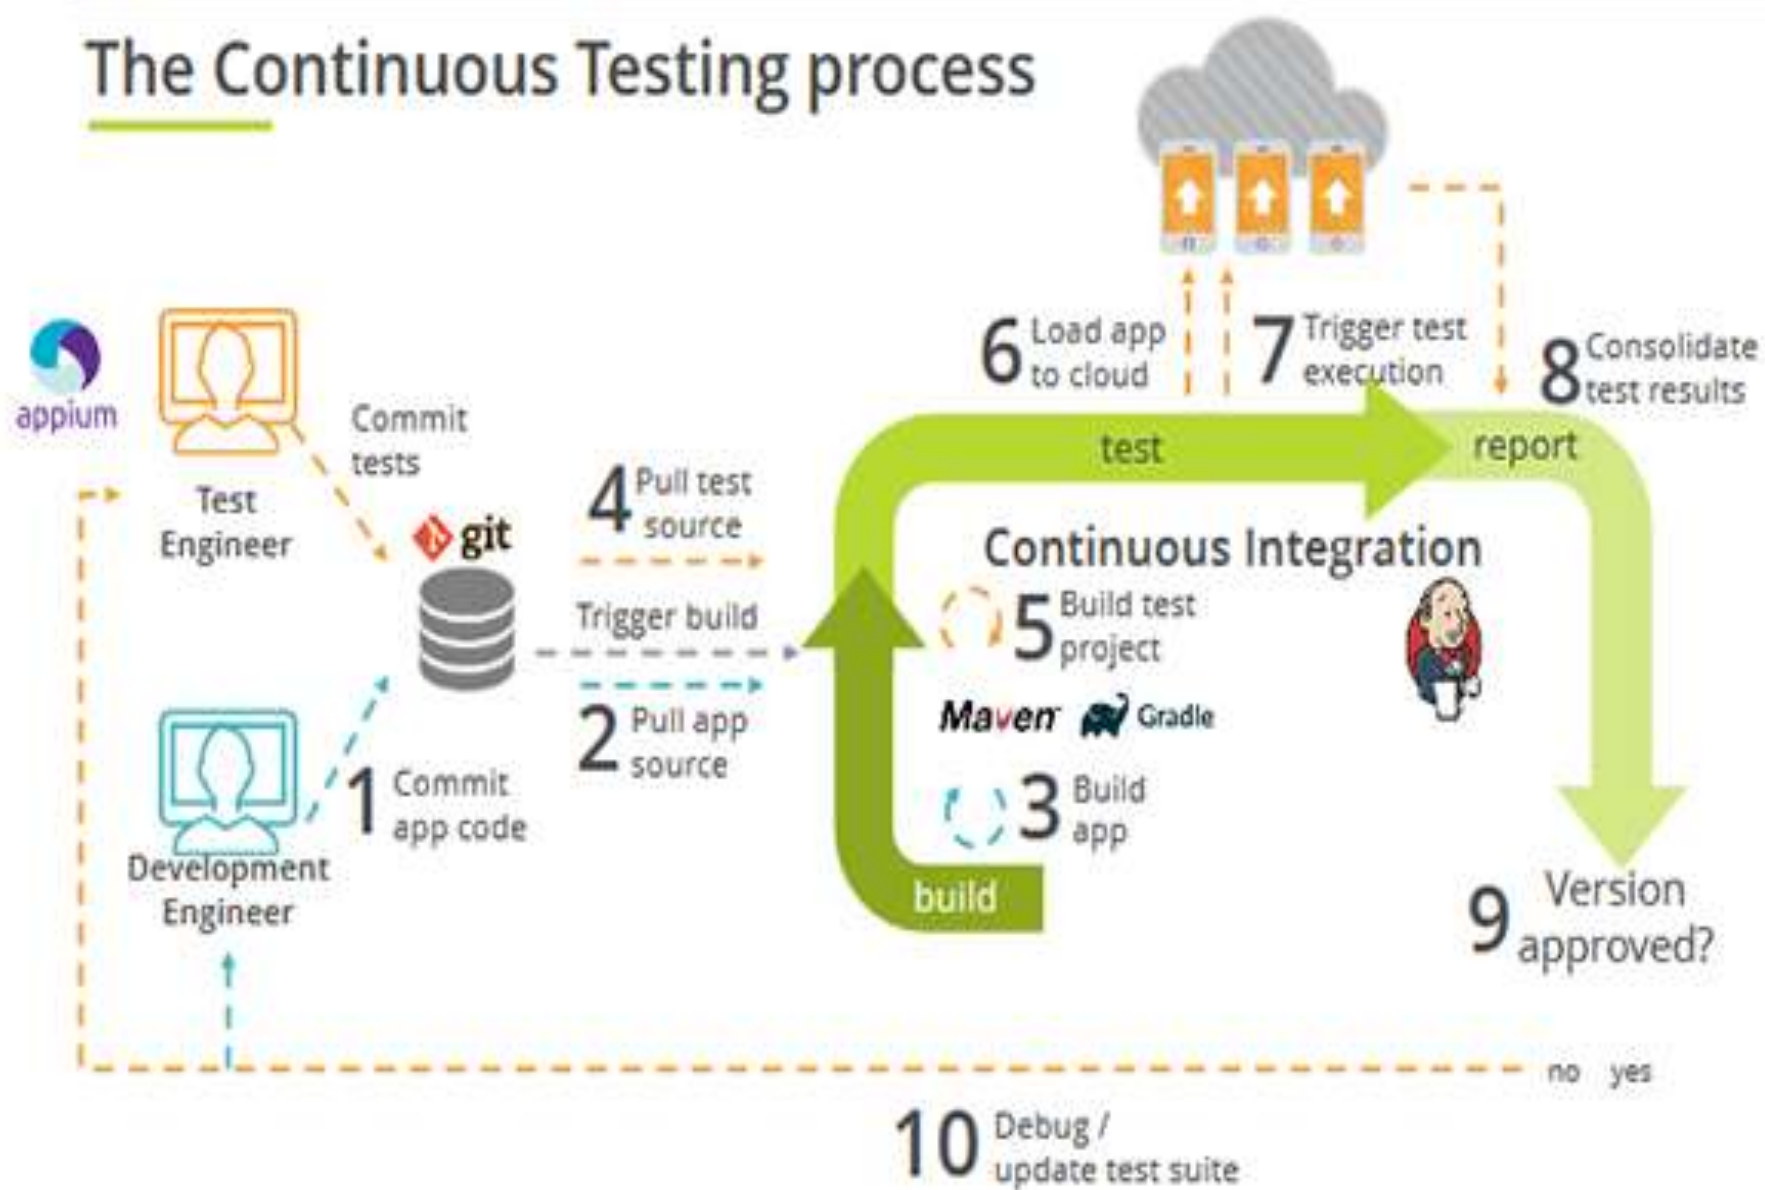 The Continuous Testing process
6 Load app
to cloud
7 Trigger test
execution
8 Consolidate
test results
appium
Test
Engineer
Commit
tests
git
4 Pull test
source
Trigger build
2 Pull app
source
1 Commit
app code
Development
Engineer
test
report
Continuous Integration
5 Build test
project
Maven
Gradle
3 Build
app
build
9 Version
approved?
no yes
10 Debug /
update test suite